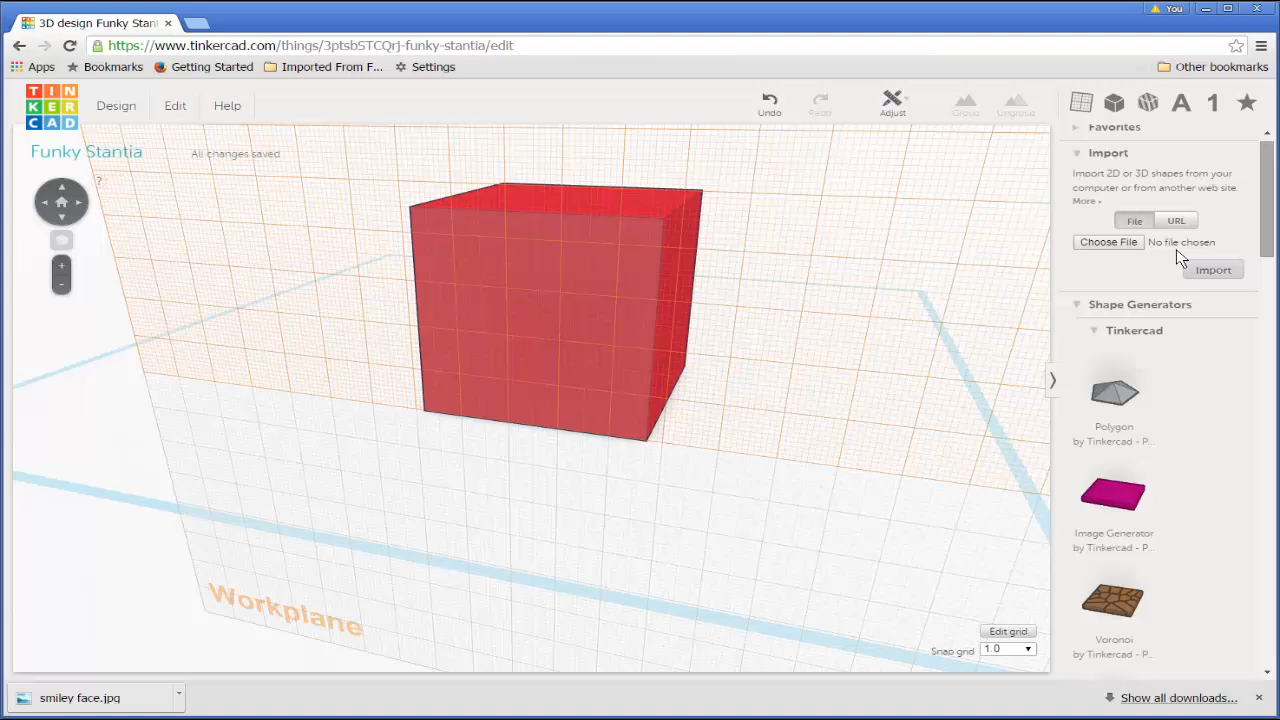 You
3D design Funky Stanti
https://www.tinkercad.com/things/3ptsbSTCQrj-funky-stantia/edit
Apps Bookmarks Getting Started Imported From F... Settings Other bookmarks
TIN
KER
CAD
Design Edit Help
Undo Redo Adjust Group Ungroup
A 1
Funky Stantia All changes saved
?
+
-
Workplane
Edit grid
Snap grid 1.0
Favorites
Import
Import 2D or 3D shapes from your
computer or from another web site.
More
File URL
Choose File No file chosen
Import
Shape Generators
Tinkercad
Polygon
by Tinkercad - P...
Image Generator
by Tinkercad - P...
Voronoi
by Tinkercad - P...
smiley face.jpg
Show all downloads...